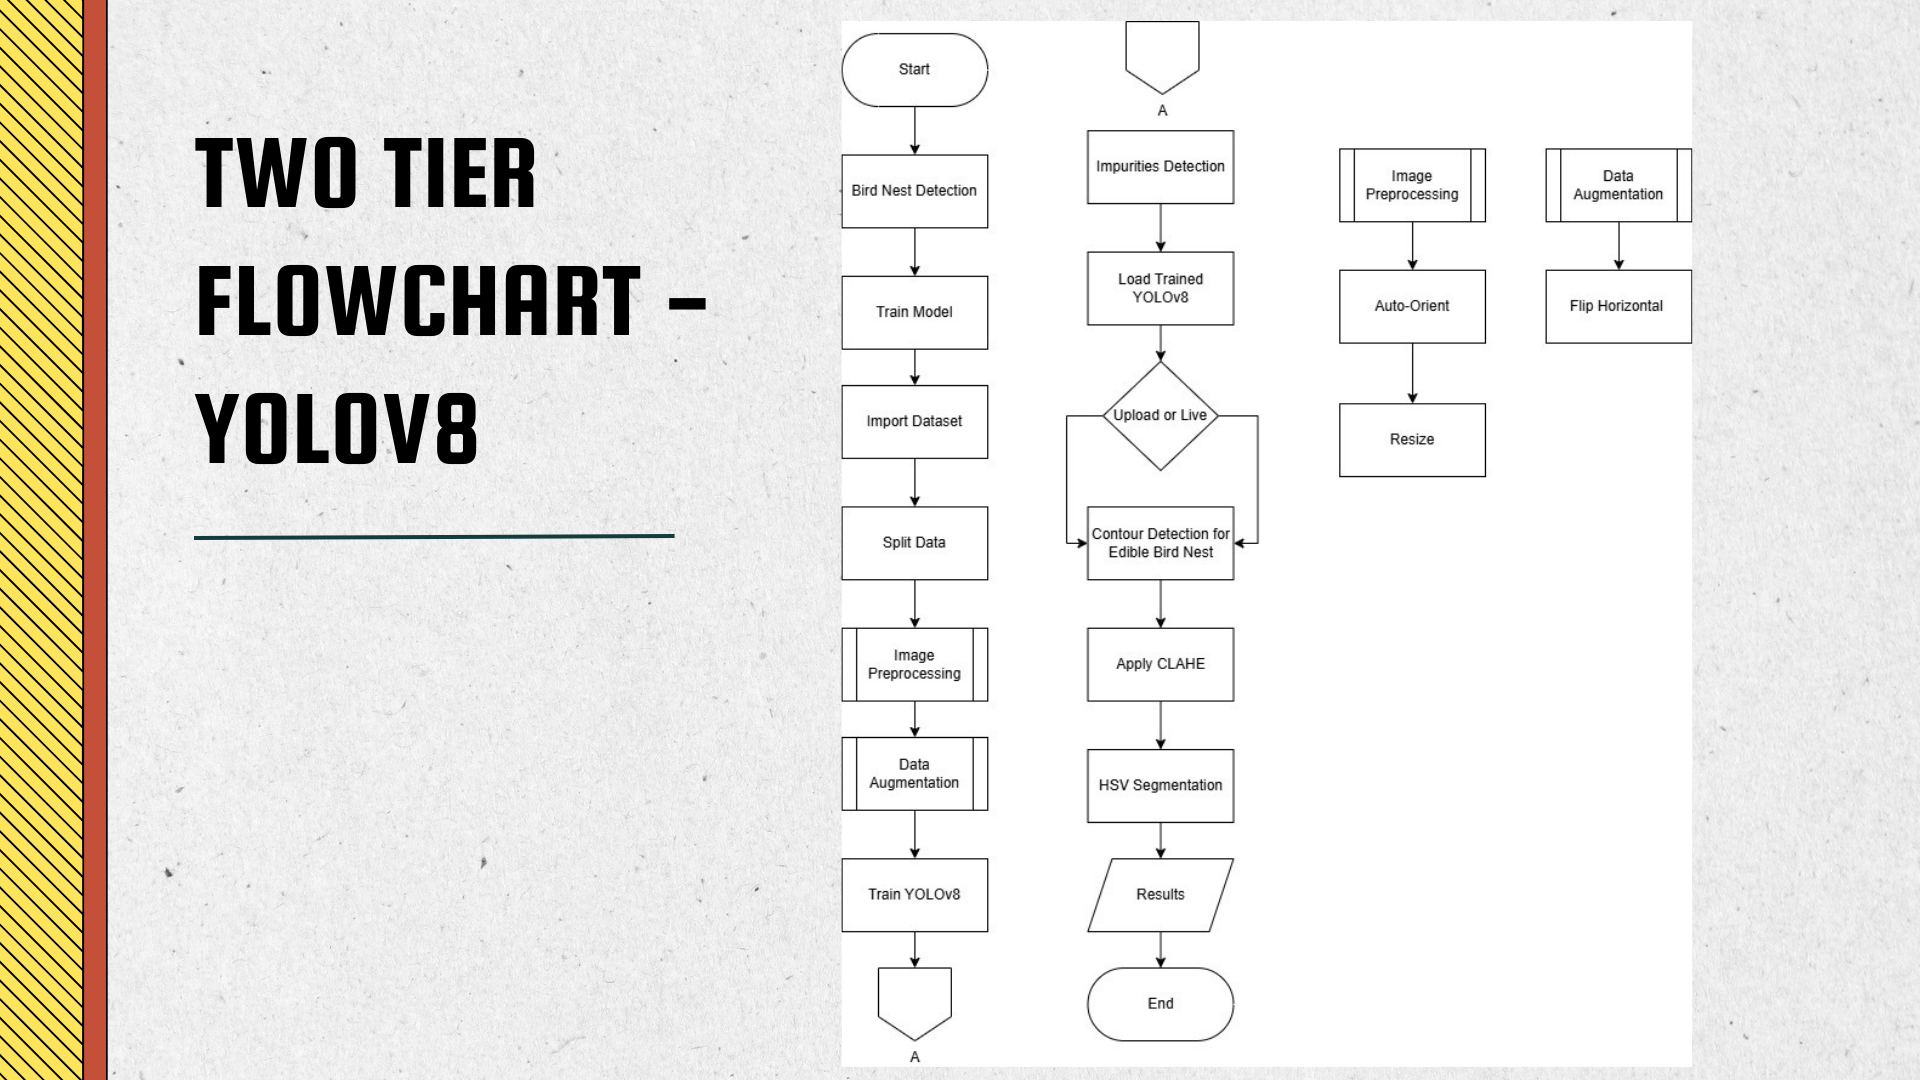 TWO TIER
FLOWCHART –
YOLOV8
Start
Bird Nest Detection
Train Model
Import Dataset
Split Data
Image
Preprocessing
Data
Augmentation
Train YOLOv8
A
A
Impurities Detection
Load Trained
YOLOv8
Upload or Live
Contour Detection for
Edible Bird Nest
Apply CLAHE
HSV Segmentation
Results
End
Image
Preprocessing
Auto-Orient
Resize
Data
Augmentation
Flip Horizontal